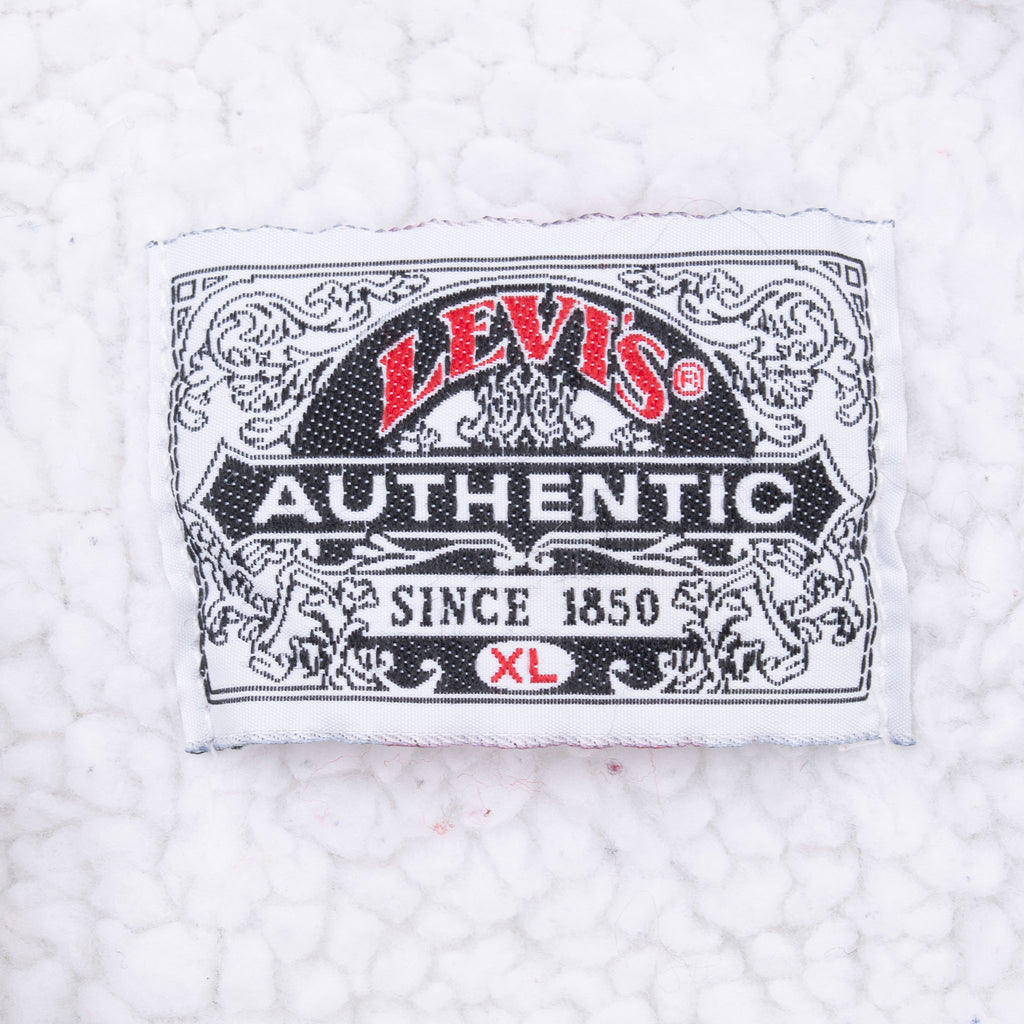 LEVI'S®
AUTHENTIC
SINCE 1850
XL